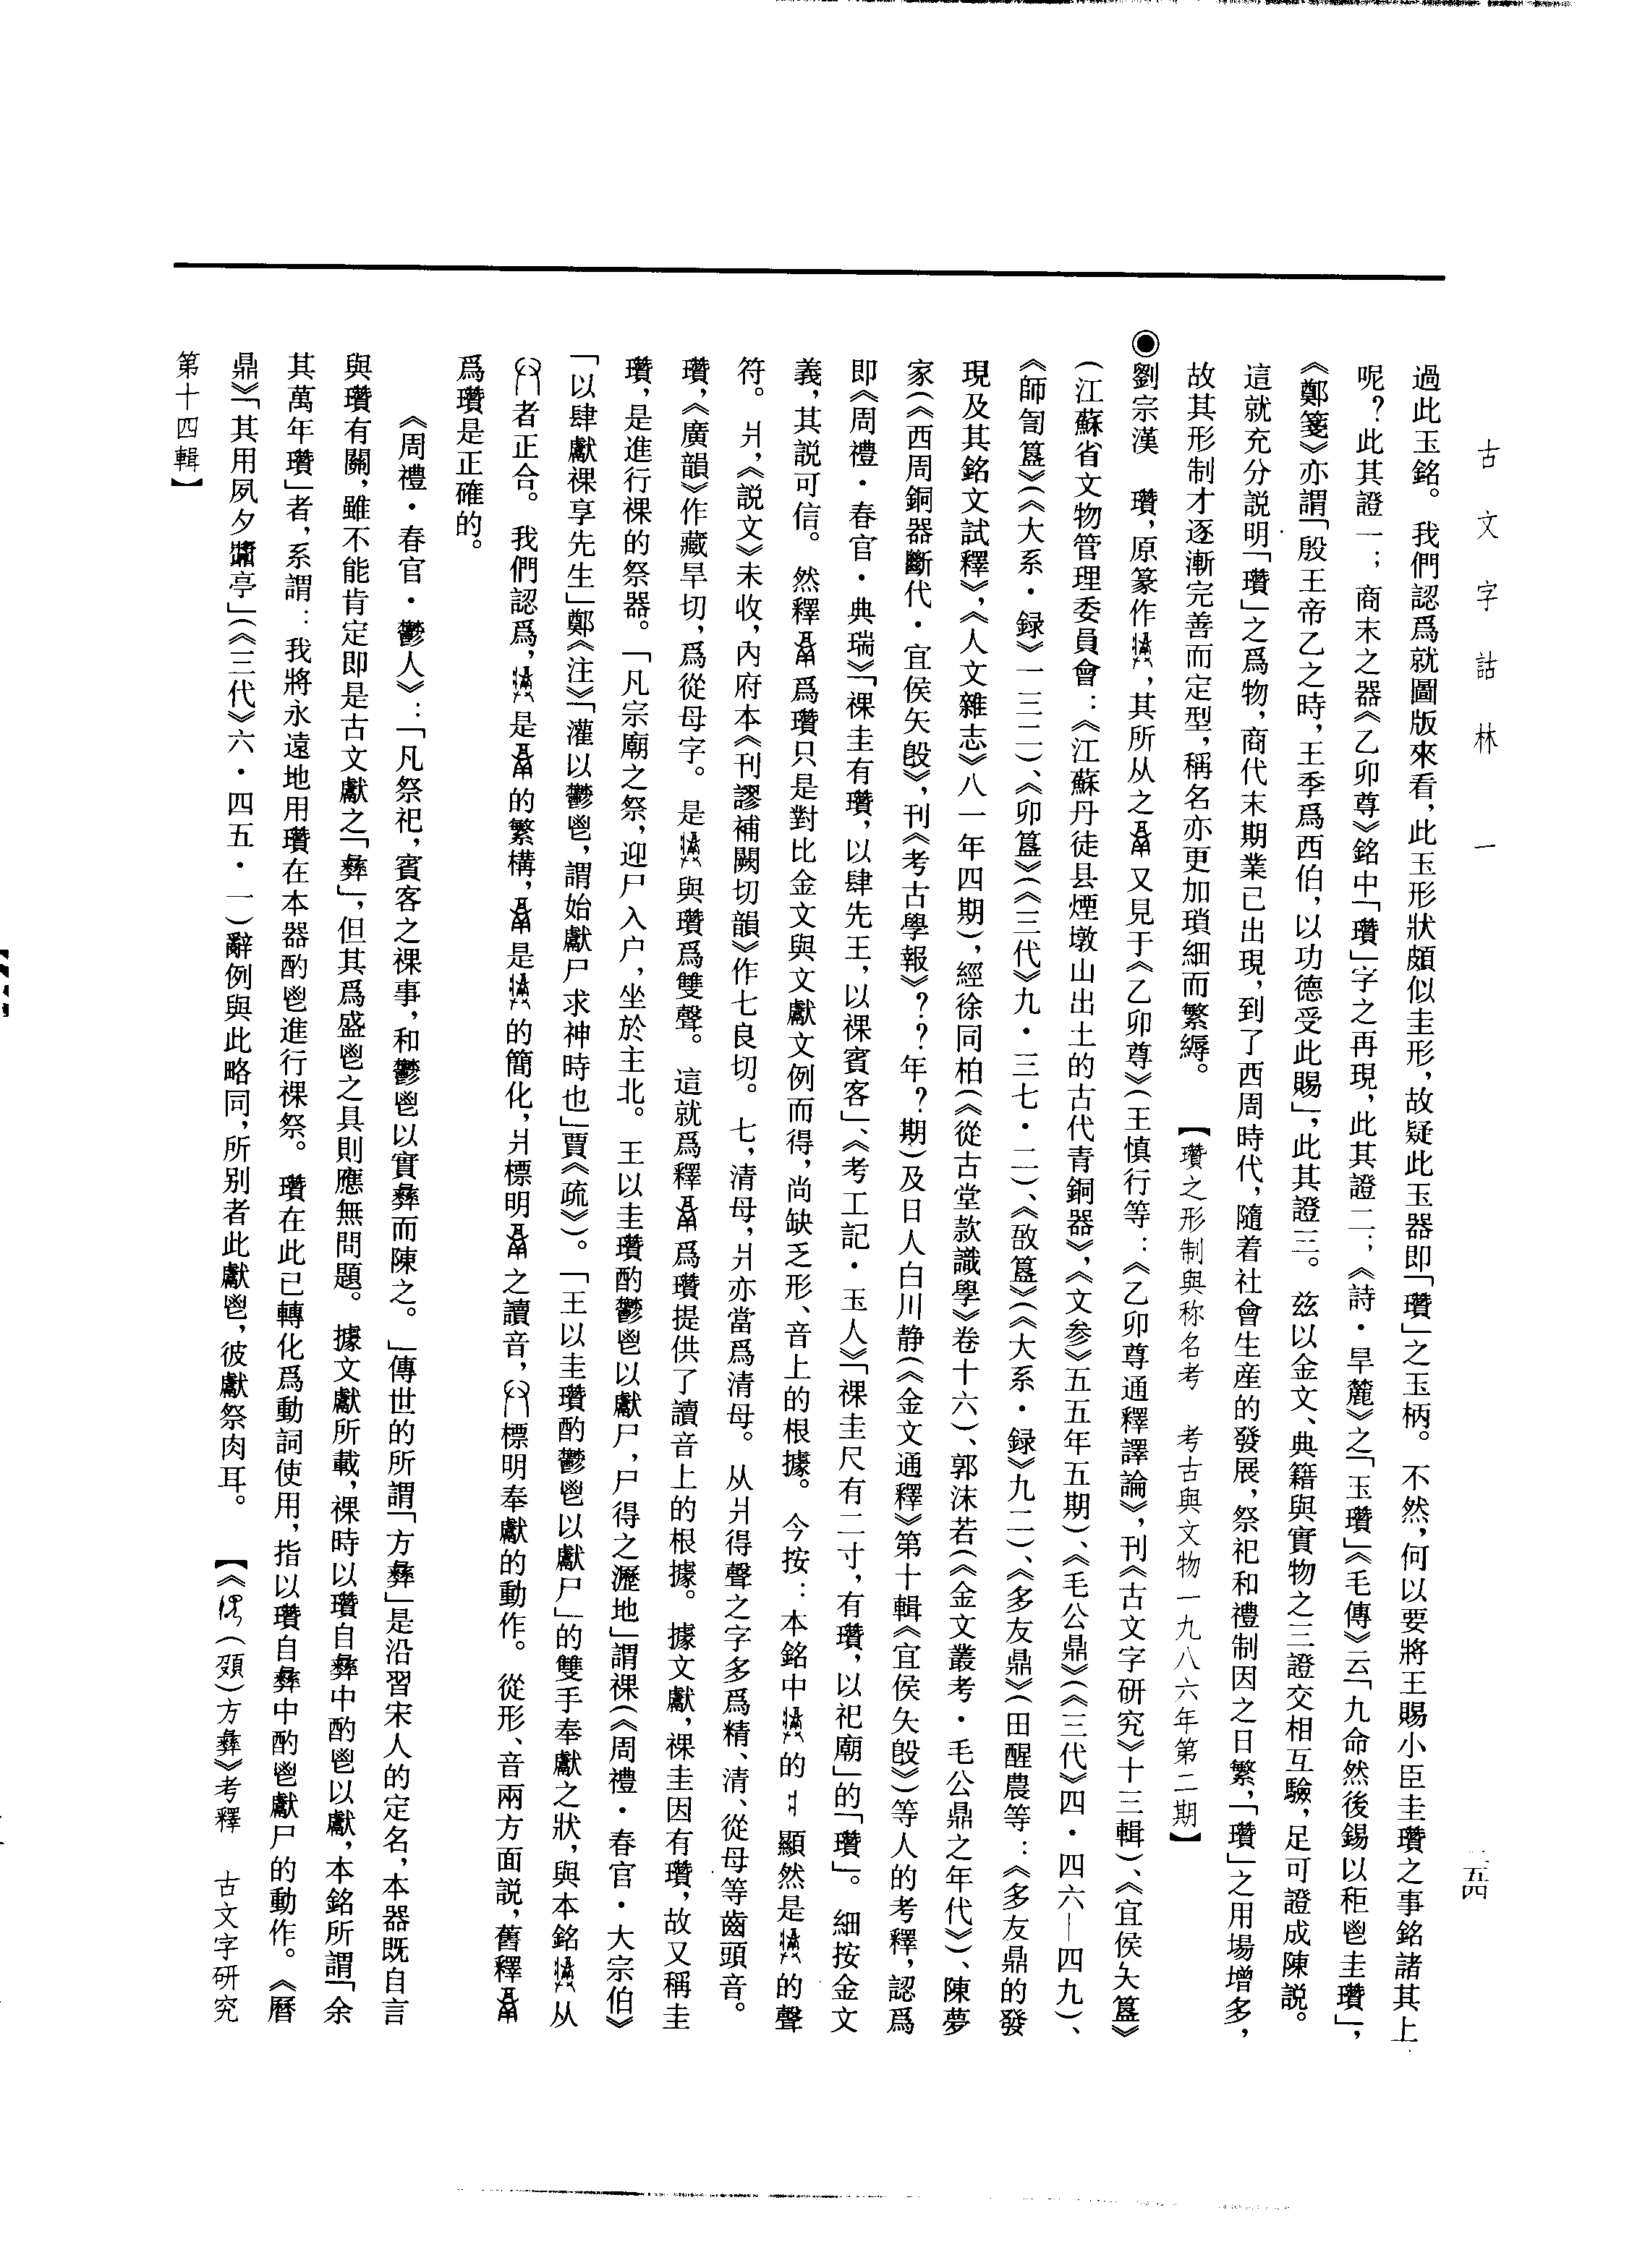 古文字詁林 一
過此玉銘。我們認爲就圖版來看，此玉形狀頗似圭形，故疑此玉器即「瓚」之玉柄。不然，何以要將王賜小臣圭瓚之事銘諸其上
呢？此其證一；商末之器《乙卯尊》銘中「瓚」字之再現，此其證二；《詩·旱麓》之「玉瓚」《毛傳》云「九命然後錫以秬鬯圭瓚」，
《鄭箋》亦謂「殷王帝乙之時，王季爲西伯，以功德受此賜」，此其證三。兹以金文、典籍與實物之三證交相互驗，足可證成陳説。
這就充分説明「瓚」之爲物，商代末期業已出現，到了西周時代，隨着社會生産的發展，祭祀和禮制因之日繁，「瓚」之用場增多，
故其形制才逐漸完善而定型，稱名亦更加瑣細而繁縟。 【瓚之形制與称名考 考古與文物一九八六年第二期】
◉劉宗漢 瓚，原篆作，其所从之又見于《乙卯尊》（王慎行等：《乙卯尊通釋譯論》，刊《古文字研究》十三輯）、《宜侯夨簋》
（江蘇省文物管理委員會：《江蘇丹徒县煙墩山出土的古代青銅器》，《文参》五五年五期）、《毛公鼎》（《三代》四·四六—四九）、
《師訇簋》（《大系·録》一三二）、《卯簋》（《三代》九·三七·二）、《敔簋》（《大系·録》九二）、《多友鼎》（田醒農等：《多友鼎的發
現及其銘文試釋》，《人文雜志》八一年四期），經徐同柏（《從古堂款識學》卷十六）、郭沫若（《金文叢考·毛公鼎之年代》）、陳夢
家（《西周銅器斷代·宜侯夨𣪘》，刊《考古學報》？？年？期）及日人白川静（《金文通釋》第十輯《宜侯夨𣪘》）等人的考釋，認爲
即《周禮·春官·典瑞》「祼圭有瓚，以肆先王，以祼賓客」、《考工記·玉人》「祼圭尺有二寸，有瓚，以祀廟」的「瓚」。細按金文
義，其説可信。然釋爲瓚只是對比金文與文獻文例而得，尚缺乏形、音上的根據。今按：本銘中的爿顯然是的聲
符。爿，《説文》未收，内府本《刊謬補闕切韻》作七良切。七，清母，爿亦當爲清母。从爿得聲之字多爲精、清、從母等齒頭音。
瓚，《廣韻》作藏旱切，爲從母字。是與瓚爲雙聲。這就爲釋爲瓚提供了讀音上的根據。據文獻，祼圭因有瓚，故又稱圭
瓚，是進行祼的祭器。「凡宗廟之祭，迎尸入户，坐於主北。王以圭瓚酌鬱鬯以獻尸，尸得之瀝地」謂祼（《周禮·春官·大宗伯》
「以肆獻祼享先生」鄭《注》「灌以鬱鬯，謂始獻尸求神時也」賈《疏》）。「王以圭瓚酌鬱鬯以獻尸」的雙手奉獻之狀，與本銘从
者正合。我們認爲，是的繁構，是的簡化，爿標明之讀音，標明奉獻的動作。從形、音兩方面説，舊釋
爲瓚是正確的。
《周禮·春官·鬱人》：「凡祭祀，賓客之祼事，和鬱鬯以實彝而陳之。」傳世的所謂「方彝」是沿習宋人的定名，本器既自言
與瓚有關，雖不能肯定即是古文獻之「彝」，但其爲盛鬯之具則應無問題。據文獻所載，祼時以瓚自彝中酌鬯以獻，本銘所謂「余
其萬年瓚」者，系謂：我將永遠地用瓚在本器酌鬯進行祼祭。瓚在此已轉化爲動詞使用，指以瓚自彝中酌鬯獻尸的動作。《曆
鼎》「其用夙夕𩱧亭」（《三代》六·四五·一）辭例與此略同，所别者此獻鬯，彼獻祭肉耳。 【《（頌）方彝》考釋 古文字研究
第十四輯】
五四